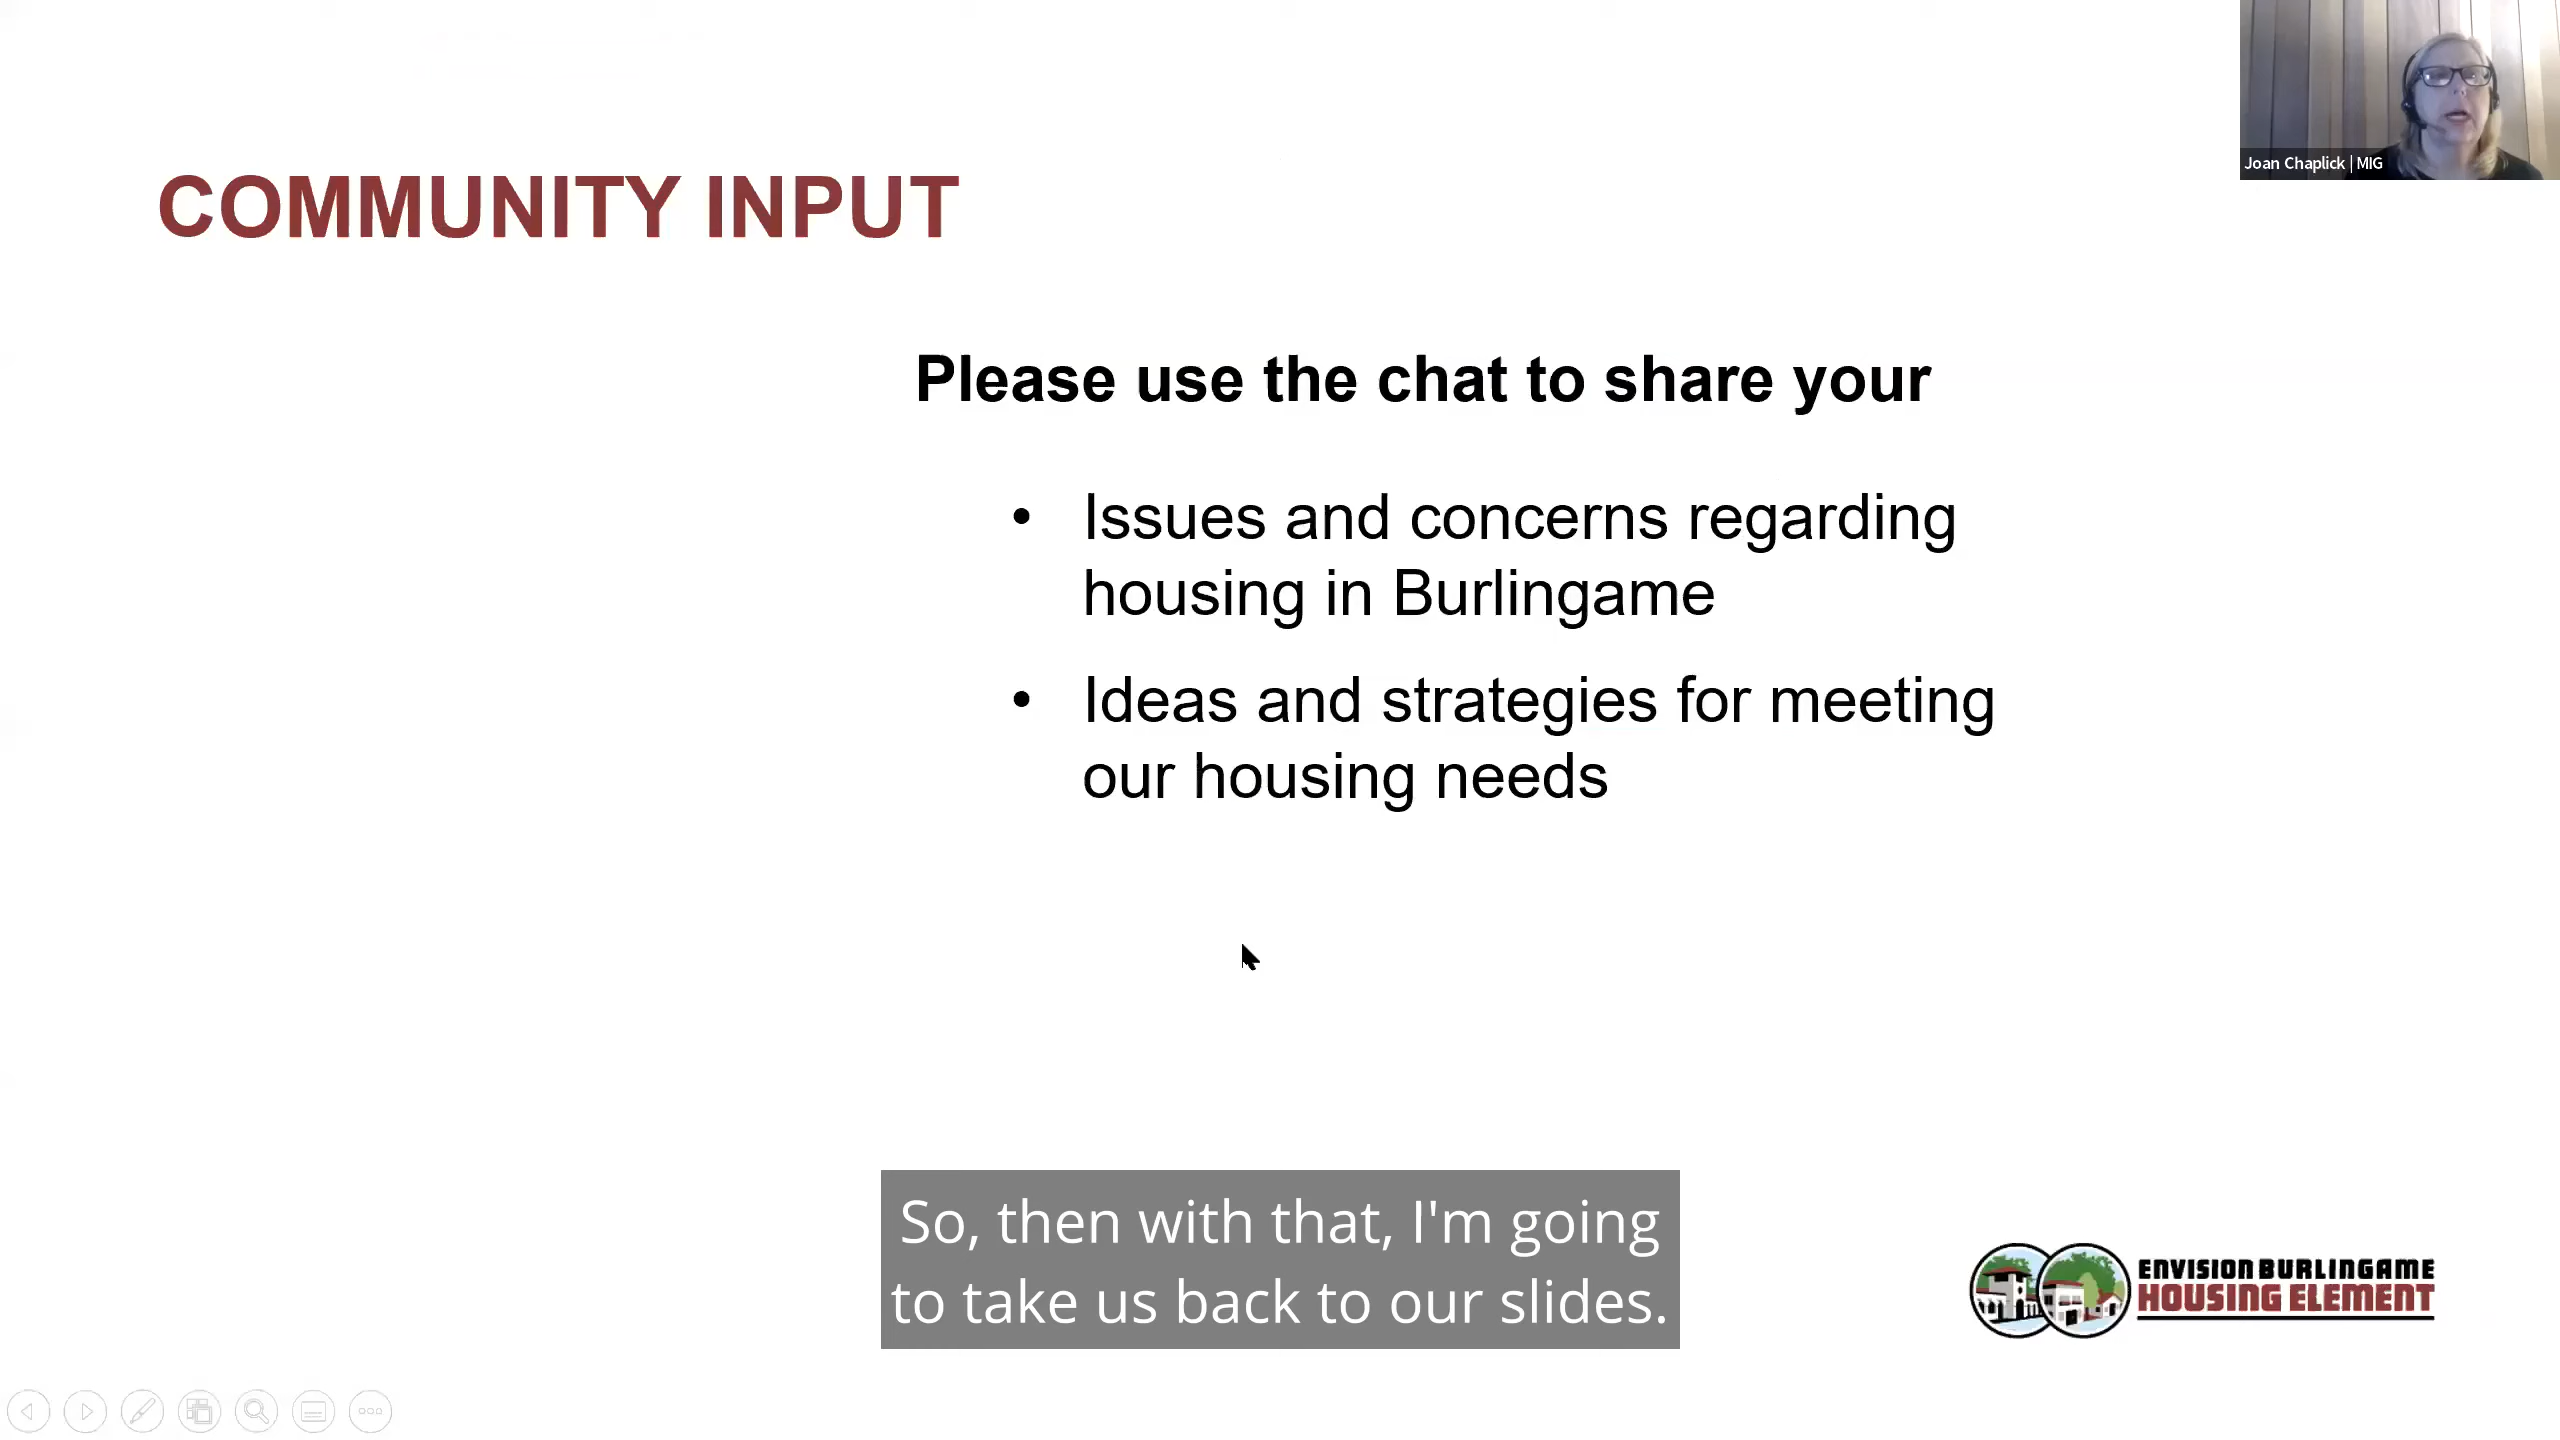 Joan Chaplick | MIG
COMMUNITY INPUT
Please use the chat to share your
• Issues and concerns regarding
housing in Burlingame
• Ideas and strategies for meeting
our housing needs
So, then with that, I'm going
to take us back to our slides.
ENVISION BURLINGAME
HOUSING ELEMENT